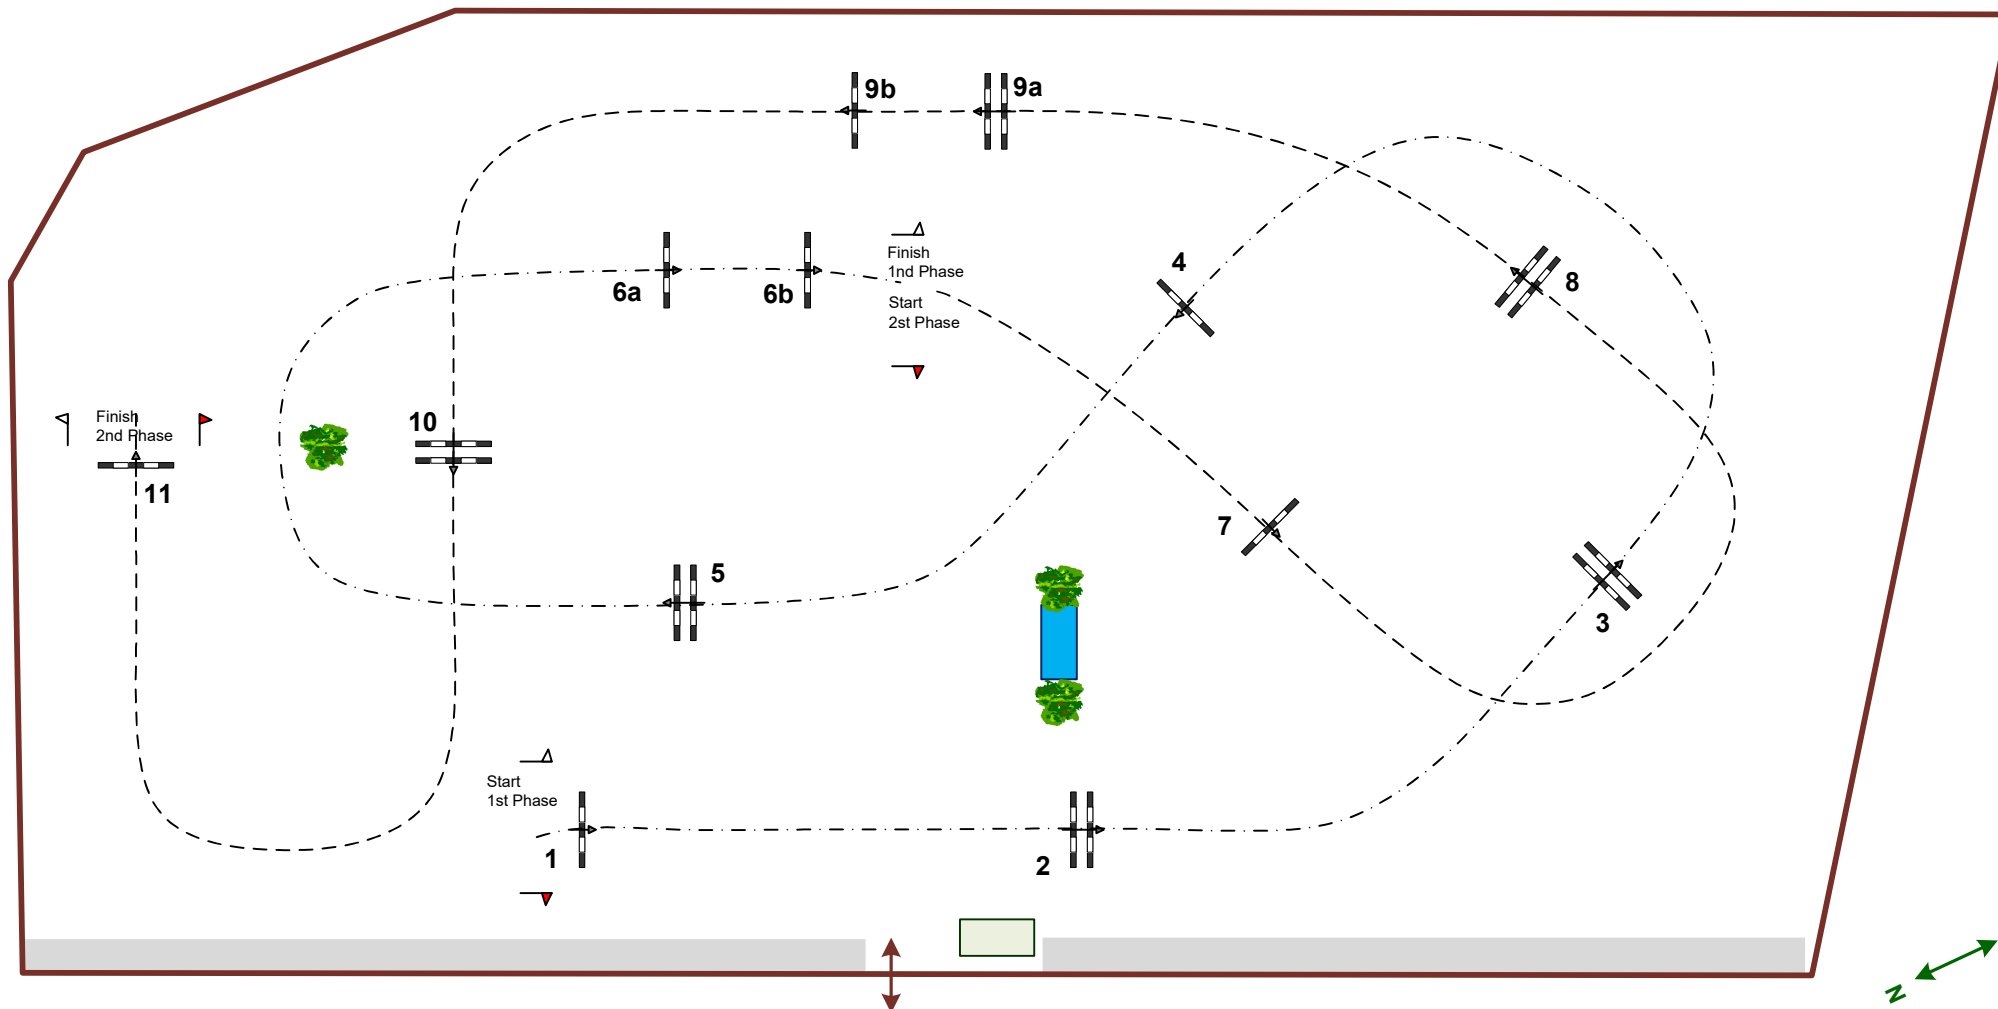 9b
9a
4
8
Finish
1nd Phase
6a
6b
Start
2st Phase
10
Finish
2nd Phase
11
7
5
3
Start
1st Phase
1
2
N